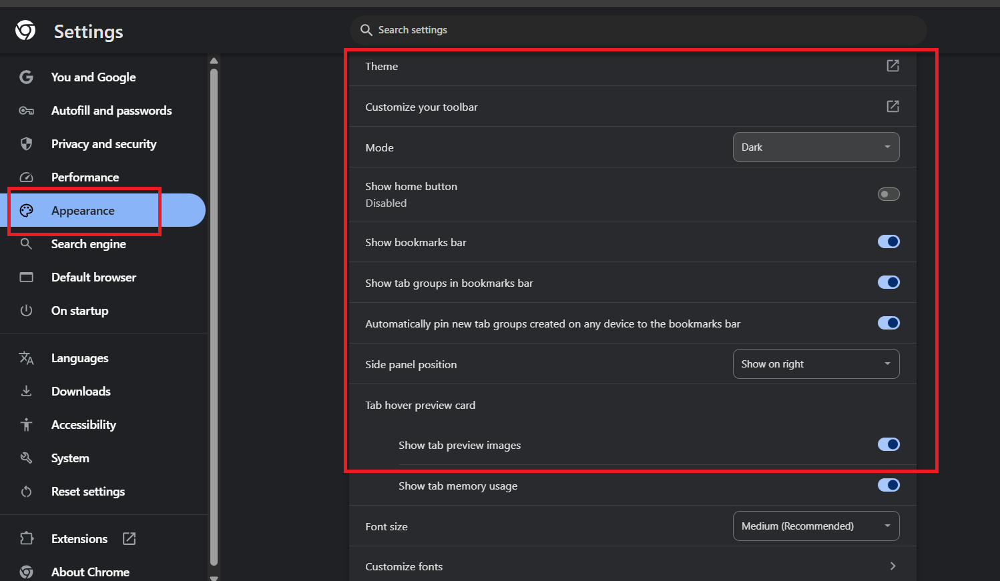 Settings
Search settings
You and Google
Autofill and passwords
Privacy and security
Performance
Appearance
Search engine
Default browser
On startup
Languages
Downloads
Accessibility
System
Reset settings
Extensions
About Chrome
Theme
Customize your toolbar
Mode
Dark
Show home button
Disabled
Show bookmarks bar
Show tab groups in bookmarks bar
Automatically pin new tab groups created on any device to the bookmarks bar
Side panel position
Show on right
Tab hover preview card
Show tab preview images
Show tab memory usage
Font size
Medium (Recommended)
Customize fonts